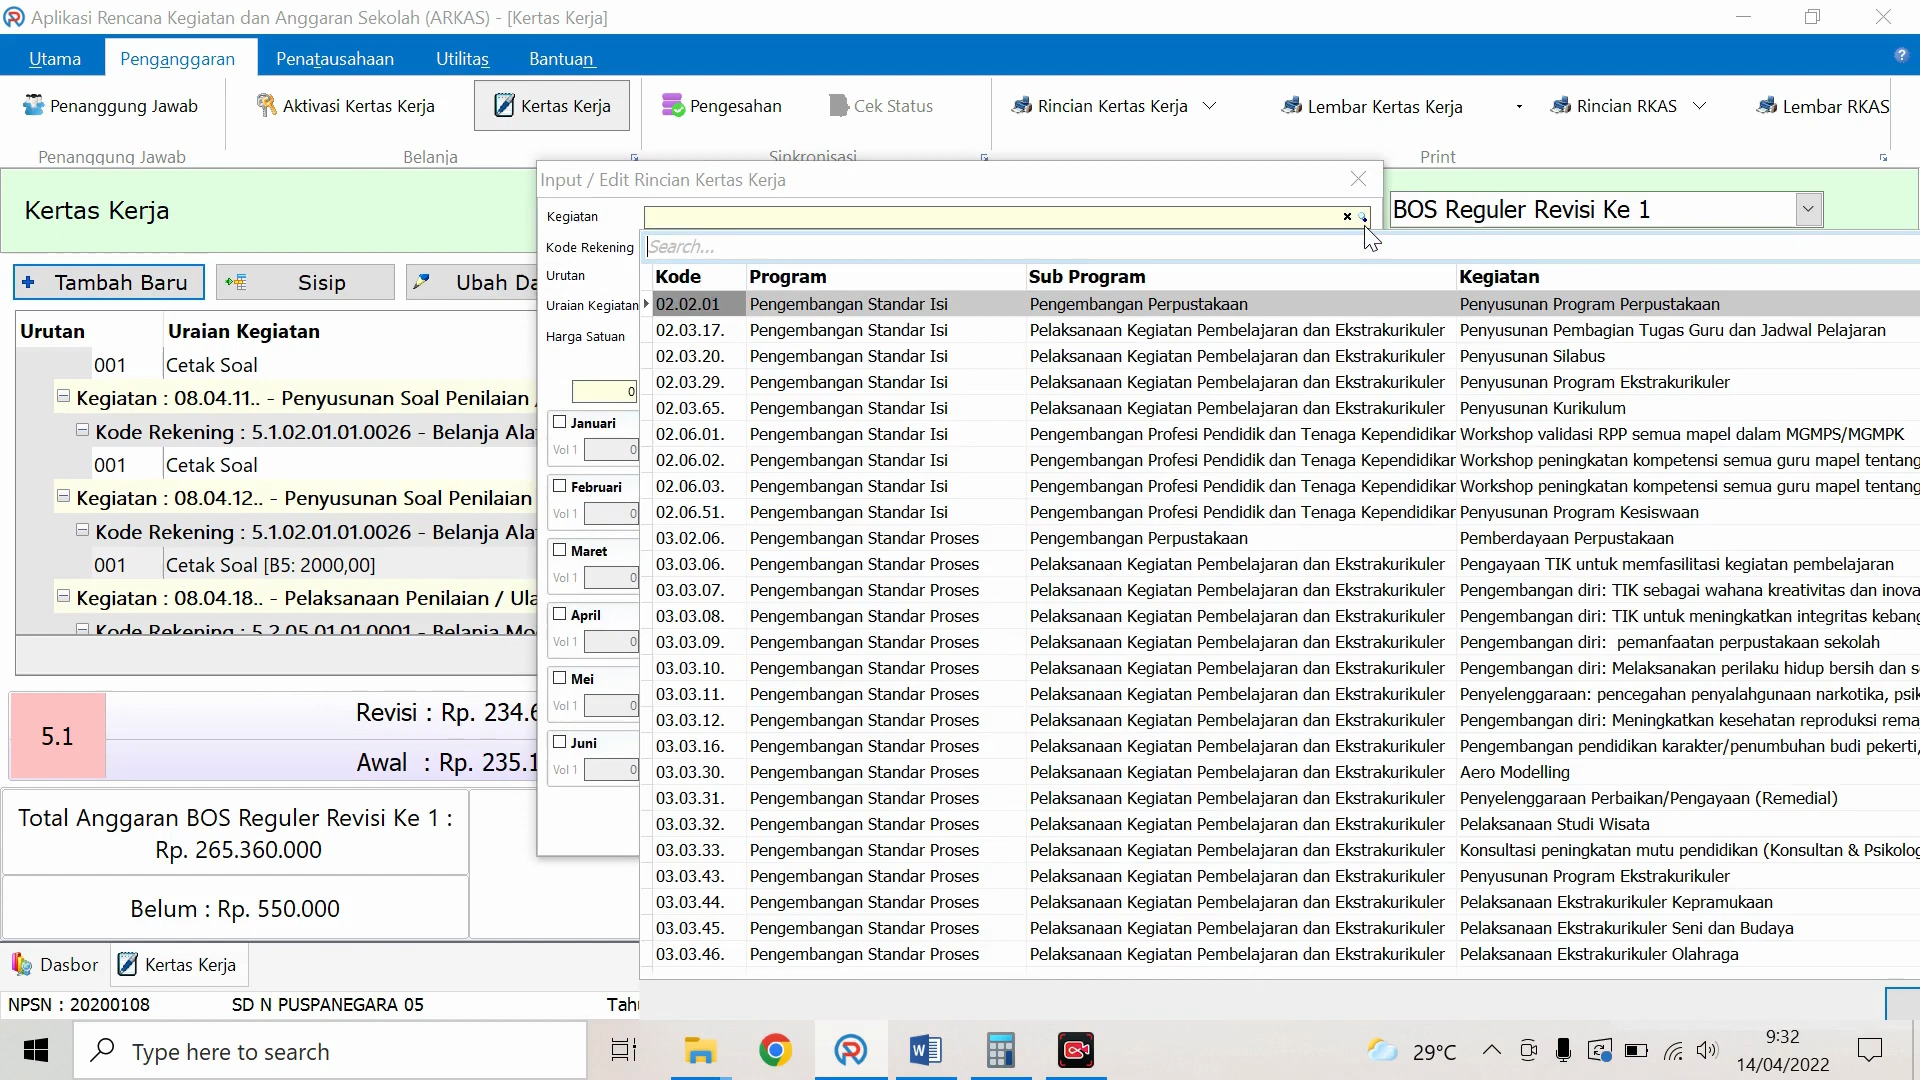 Aplikasi Rencana Kegiatan dan Anggaran Sekolah (ARKAS) - [Kertas Kerja]
Utama Penganggaran Penatausahaan Utilitas Bantuan
Penanggung Jawab Aktivasi Kertas Kerja Kertas Kerja Pengesahan Cek Status Rincian Kertas Kerja Lembar Kertas Kerja Rincian RKAS Lembar RKAS
Penanggung Jawab Belanja Sinkronisasi Print
Input / Edit Rincian Kertas Kerja
Kertas Kerja
BOS Reguler Revisi Ke 1
Kegiatan
Kode Rekening
Search...
Urutan
Uraian Kegiatan
Harga Satuan
0
Tambah Baru Sisip Ubah Da
Urutan Uraian Kegiatan
001 Cetak Soal
Kegiatan : 08.04.11.. - Penyusunan Soal Penilaian /
Kode Rekening : 5.1.02.01.01.0026 - Belanja Ala
001 Cetak Soal
Kegiatan : 08.04.12.. - Penyusunan Soal Penilaian
Kode Rekening : 5.1.02.01.01.0026 - Belanja Ala
001 Cetak Soal [B5: 2000,00]
Kegiatan : 08.04.18.. - Pelaksanaan Penilaian / Ula
Kode Rekening : 5.2.05.01.01.0001 - Belanja Mo
Januari
Vol 1 0
Februari
Vol 1 0
Maret
Vol 1 0
April
Vol 1 0
Mei
Vol 1 0
Juni
Vol 1 0
Kode Program Sub Program Kegiatan
02.02.01 Pengembangan Standar Isi Pengembangan Perpustakaan Penyusunan Program Perpustakaan
02.03.17. Pengembangan Standar Isi Pelaksanaan Kegiatan Pembelajaran dan Ekstrakurikuler Penyusunan Pembagian Tugas Guru dan Jadwal Pelajaran
02.03.20. Pengembangan Standar Isi Pelaksanaan Kegiatan Pembelajaran dan Ekstrakurikuler Penyusunan Silabus
02.03.29. Pengembangan Standar Isi Pelaksanaan Kegiatan Pembelajaran dan Ekstrakurikuler Penyusunan Program Ekstrakurikuler
02.03.65. Pengembangan Standar Isi Pelaksanaan Kegiatan Pembelajaran dan Ekstrakurikuler Penyusunan Kurikulum
02.06.01. Pengembangan Standar Isi Pengembangan Profesi Pendidik dan Tenaga Kependidikar Workshop validasi RPP semua mapel dalam MGMPS/MGMPK
02.06.02. Pengembangan Standar Isi Pengembangan Profesi Pendidik dan Tenaga Kependidikar Workshop peningkatan kompetensi semua guru mapel tentang
02.06.03. Pengembangan Standar Isi Pengembangan Profesi Pendidik dan Tenaga Kependidikar Workshop peningkatan kompetensi semua guru mapel tentang
02.06.51. Pengembangan Standar Isi Pengembangan Profesi Pendidik dan Tenaga Kependidikar Penyusunan Program Kesiswaan
03.02.06. Pengembangan Standar Proses Pengembangan Perpustakaan Pemberdayaan Perpustakaan
03.03.06. Pengembangan Standar Proses Pelaksanaan Kegiatan Pembelajaran dan Ekstrakurikuler Pengayaan TIK untuk memfasilitasi kegiatan pembelajaran
03.03.07. Pengembangan Standar Proses Pelaksanaan Kegiatan Pembelajaran dan Ekstrakurikuler Pengembangan diri: TIK sebagai wahana kreativitas dan inova
03.03.08. Pengembangan Standar Proses Pelaksanaan Kegiatan Pembelajaran dan Ekstrakurikuler Pengembangan diri: TIK untuk meningkatkan integritas kebang
03.03.09. Pengembangan Standar Proses Pelaksanaan Kegiatan Pembelajaran dan Ekstrakurikuler Pengembangan diri: pemanfaatan perpustakaan sekolah
03.03.10. Pengembangan Standar Proses Pelaksanaan Kegiatan Pembelajaran dan Ekstrakurikuler Pengembangan diri: Melaksanakan perilaku hidup bersih dan s
03.03.11. Pengembangan Standar Proses Pelaksanaan Kegiatan Pembelajaran dan Ekstrakurikuler Penyelenggaraan: pencegahan penyalahgunaan narkotika, psik
03.03.12. Pengembangan Standar Proses Pelaksanaan Kegiatan Pembelajaran dan Ekstrakurikuler Pengembangan diri: Meningkatkan kesehatan reproduksi rema
03.03.16. Pengembangan Standar Proses Pelaksanaan Kegiatan Pembelajaran dan Ekstrakurikuler Pengembangan pendidikan karakter/penumbuhan budi pekerti,
03.03.30. Pengembangan Standar Proses Pelaksanaan Kegiatan Pembelajaran dan Ekstrakurikuler Aero Modelling
03.03.31. Pengembangan Standar Proses Pelaksanaan Kegiatan Pembelajaran dan Ekstrakurikuler Penyelenggaraan Perbaikan/Pengayaan (Remedial)
03.03.32. Pengembangan Standar Proses Pelaksanaan Kegiatan Pembelajaran dan Ekstrakurikuler Pelaksanaan Studi Wisata
03.03.33. Pengembangan Standar Proses Pelaksanaan Kegiatan Pembelajaran dan Ekstrakurikuler Konsultasi peningkatan mutu pendidikan (Konsultan & Psikolog
03.03.43. Pengembangan Standar Proses Pelaksanaan Kegiatan Pembelajaran dan Ekstrakurikuler Penyusunan Program Ekstrakurikuler
03.03.44. Pengembangan Standar Proses Pelaksanaan Kegiatan Pembelajaran dan Ekstrakurikuler Pelaksanaan Ekstrakurikuler Kepramukaan
03.03.45. Pengembangan Standar Proses Pelaksanaan Kegiatan Pembelajaran dan Ekstrakurikuler Pelaksanaan Ekstrakurikuler Seni dan Budaya
03.03.46. Pengembangan Standar Proses Pelaksanaan Kegiatan Pembelajaran dan Ekstrakurikuler Pelaksanaan Ekstrakurikuler Olahraga
5.1
Revisi : Rp. 234.6
Awal : Rp. 235.1
Total Anggaran BOS Reguler Revisi Ke 1 :
Rp. 265.360.000
Belum : Rp. 550.000
Dasbor Kertas Kerja
NPSN : 20200108 SD N PUSPANEGARA 05 Tahu
Type here to search
29°C
9:32
14/04/2022